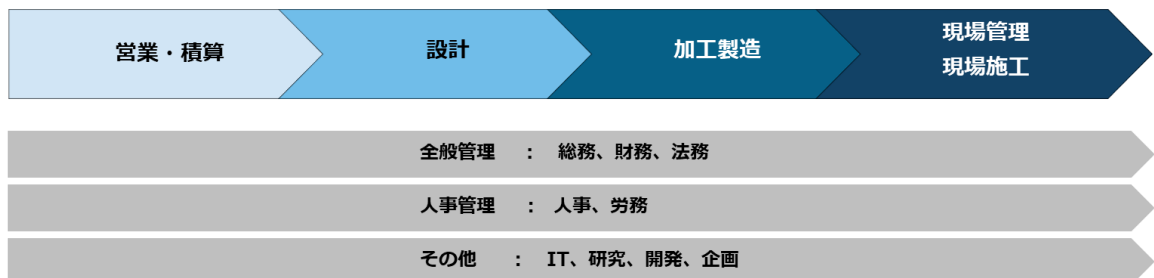 営業・積算
設計
加工製造
現場管理
現場施工
全般管理 : 総務、財務、法務
人事管理 : 人事、労務
その他 : IT、研究、開発、企画